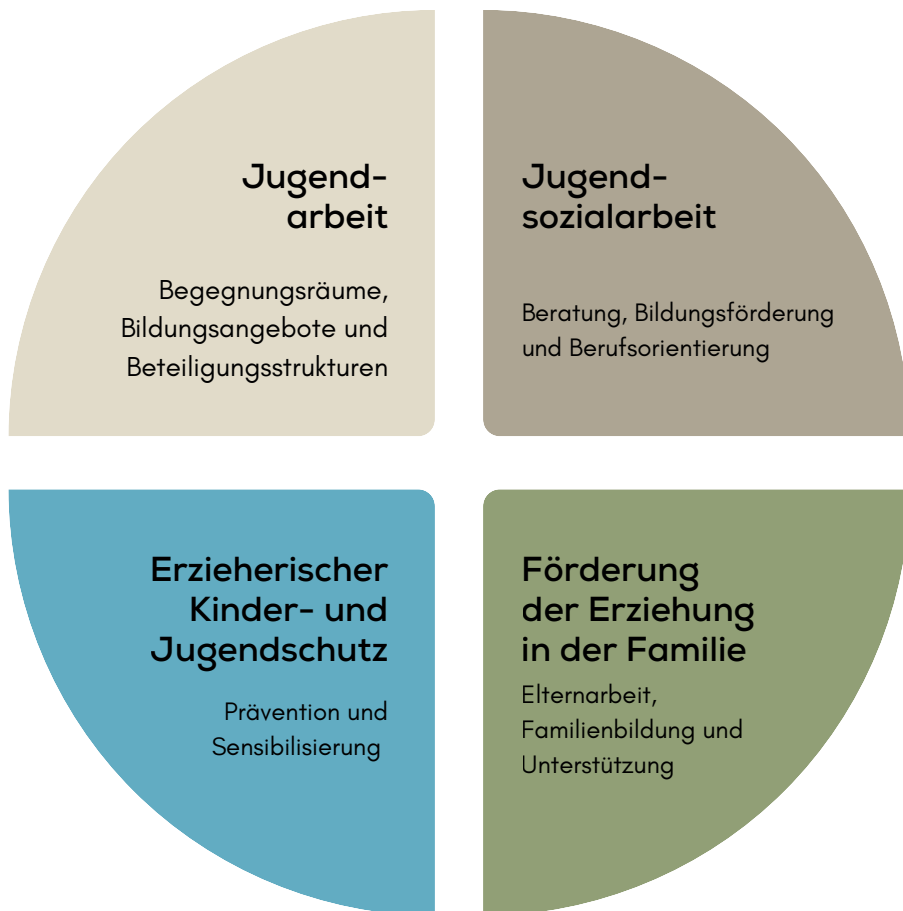 Jugend-
arbeit
Begegnungsräume,
Bildungsangebote und
Beteiligungsstrukturen
Jugend-
sozialarbeit
Beratung, Bildungsförderung
und Berufsorientierung
Erzieherischer
Kinder- und
Jugendschutz
Prävention und
Sensibilisierung
Förderung
der Erziehung
in der Familie
Elternarbeit,
Familienbildung und
Unterstützung